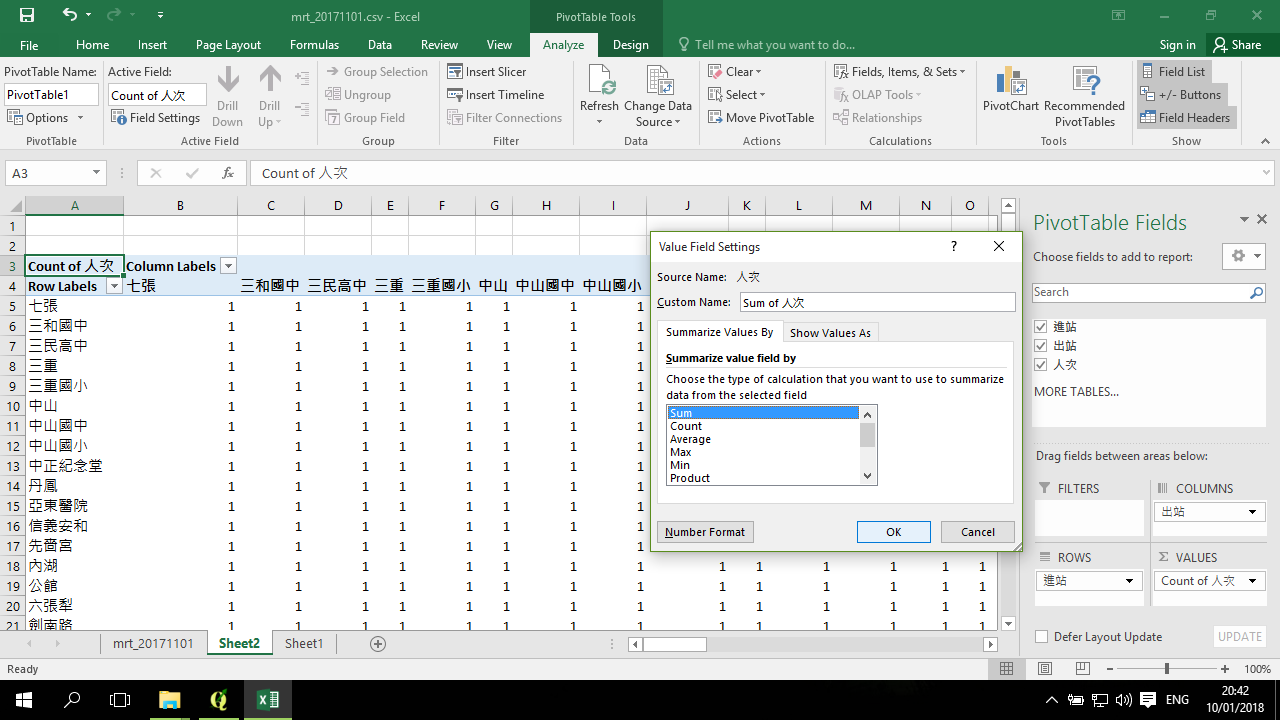 mrt_20171101.csv - Excel
PivotTable Tools
File Home Insert Page Layout Formulas Data Review View Analyze Design Tell me what you want to do... Sign in Share
PivotTable Name: Active Field:
PivotTable1 Count of 人次
Options Field Settings
Drill Down Drill Up
Group Selection
Ungroup
Group Field
Insert Slicer
Insert Timeline
Filter Connections
Refresh Change Data Source
Clear
Select
Move PivotTable
Fields, Items, & Sets
OLAP Tools
Relationships
PivotChart Recommended PivotTables
Field List
+/- Buttons
Field Headers
PivotTable Active Field Group Filter Data Actions Calculations Tools Show
A3 fx Count of 人次
A B C D E F G H I J K L M N O
1
2
3 Count of 人次 Column Labels
4 Row Labels 七張 三和國中 三民高中 三重 三重國小 中山 中山國中 中山國小
5 七張 1 1 1 1 1 1 1 1
6 三和國中 1 1 1 1 1 1 1 1
7 三民高中 1 1 1 1 1 1 1 1
8 三重 1 1 1 1 1 1 1 1
9 三重國小 1 1 1 1 1 1 1 1
10 中山 1 1 1 1 1 1 1 1
11 中山國中 1 1 1 1 1 1 1 1
12 中山國小 1 1 1 1 1 1 1 1
13 中正紀念堂 1 1 1 1 1 1 1 1
14 丹鳳 1 1 1 1 1 1 1 1
15 亞東醫院 1 1 1 1 1 1 1 1
16 信義安和 1 1 1 1 1 1 1 1
17 先嗇宮 1 1 1 1 1 1 1 1
18 內湖 1 1 1 1 1 1 1 1 1 1 1 1 1 1
19 公館 1 1 1 1 1 1 1 1 1 1 1 1 1 1
20 六張犁 1 1 1 1 1 1 1 1 1 1 1 1 1 1
21 劍南路 1 1 1 1 1 1 1 1 1 1 1 1 1 1
Value Field Settings ?
Source Name: 人次
Custom Name: Sum of 人次
Summarize Values By Show Values As
Summarize value field by
Choose the type of calculation that you want to use to summarize
data from the selected field
Sum
Count
Average
Max
Min
Product
Number Format OK Cancel
PivotTable Fields
Choose fields to add to report:
Search
進站
出站
人次
MORE TABLES...
Drag fields between areas below:
FILTERS COLUMNS
出站
ROWS VALUES
進站 Count of 人次
Defer Layout Update UPDATE
mrt_20171101 Sheet2 Sheet1
Ready 100%
ENG
20:42
10/01/2018